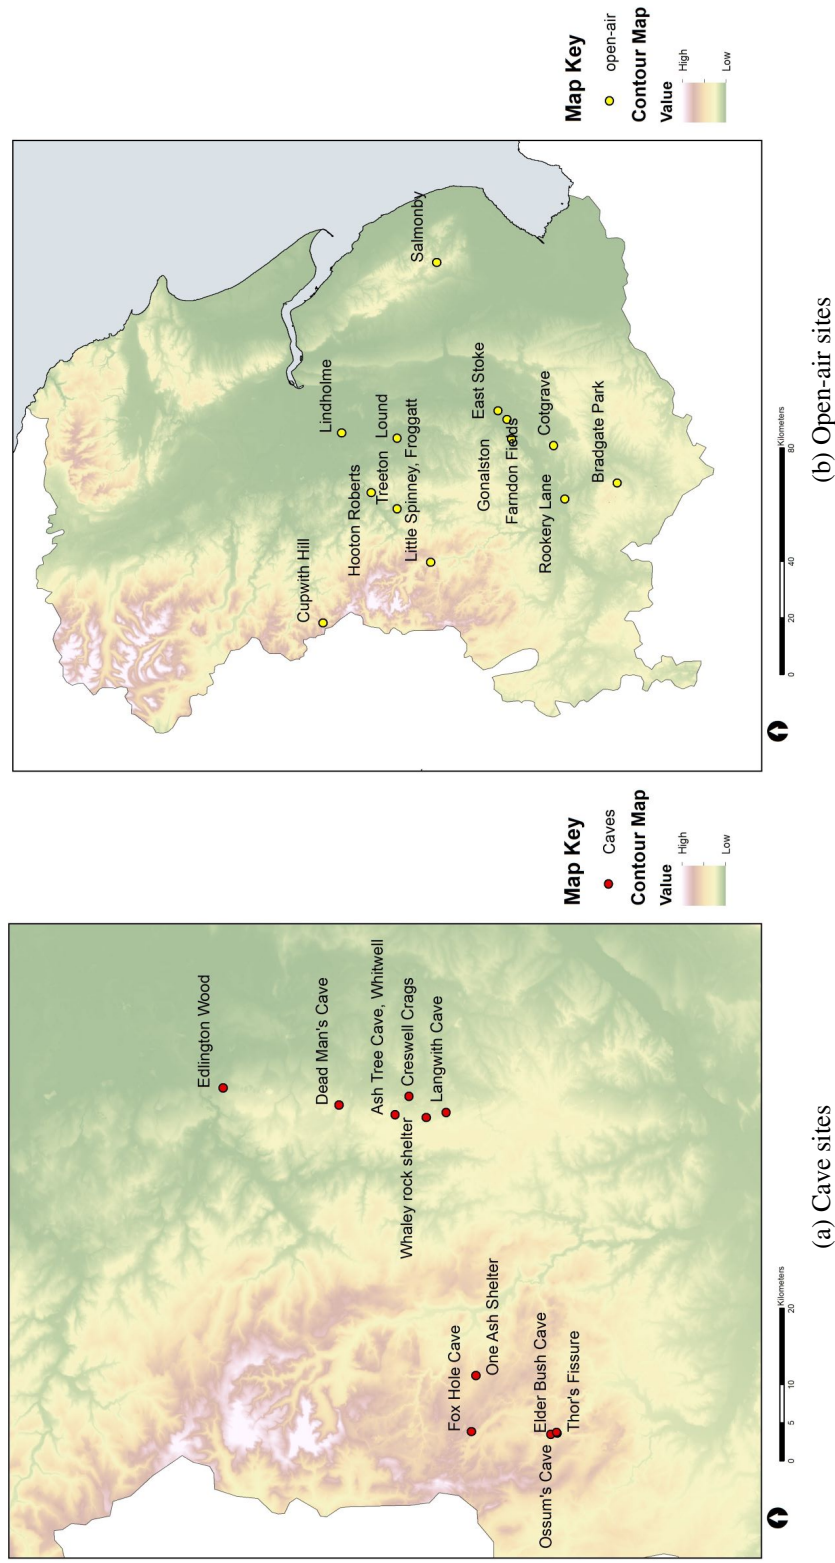 Edlington Wood
Dead Man's Cave
Ash Tree Cave, Whitwell
Creswell Crags
Whaley rock shelter
Langwith Cave
Fox Hole Cave
One Ash Shelter
Elder Bush Cave
Ossum's Cave
Thor's Fissure
0 5 10 20
Kilometers
Map Key
Caves
Contour Map
Value
High
Low
(a) Cave sites
Cupwith Hill
Lindholme
Hooton Roberts
Treeton
Lound
Little Spinney, Froggatt
Salmonby
East Stoke
Gonalston
Farndon Fields
Cotgrave
Rookery Lane
Bradgate Park
0 20 40 80
Kilometers
Map Key
open-air
Contour Map
Value
High
Low
(b) Open-air sites